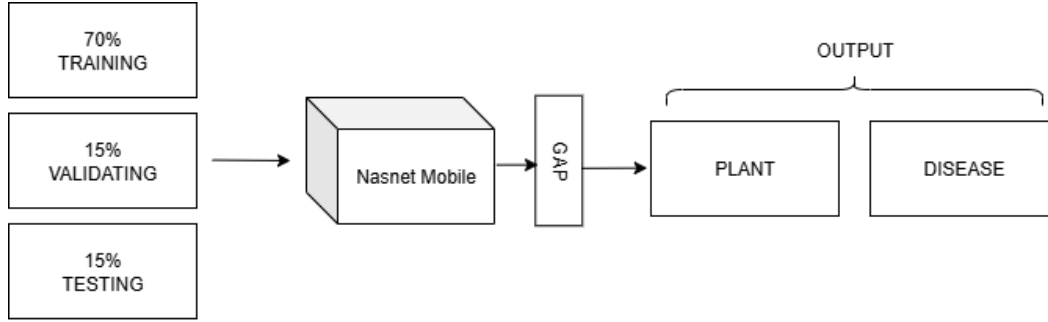 70%
TRAINING
15%
VALIDATING
15%
TESTING
Nasnet Mobile
GAP
OUTPUT
PLANT
DISEASE